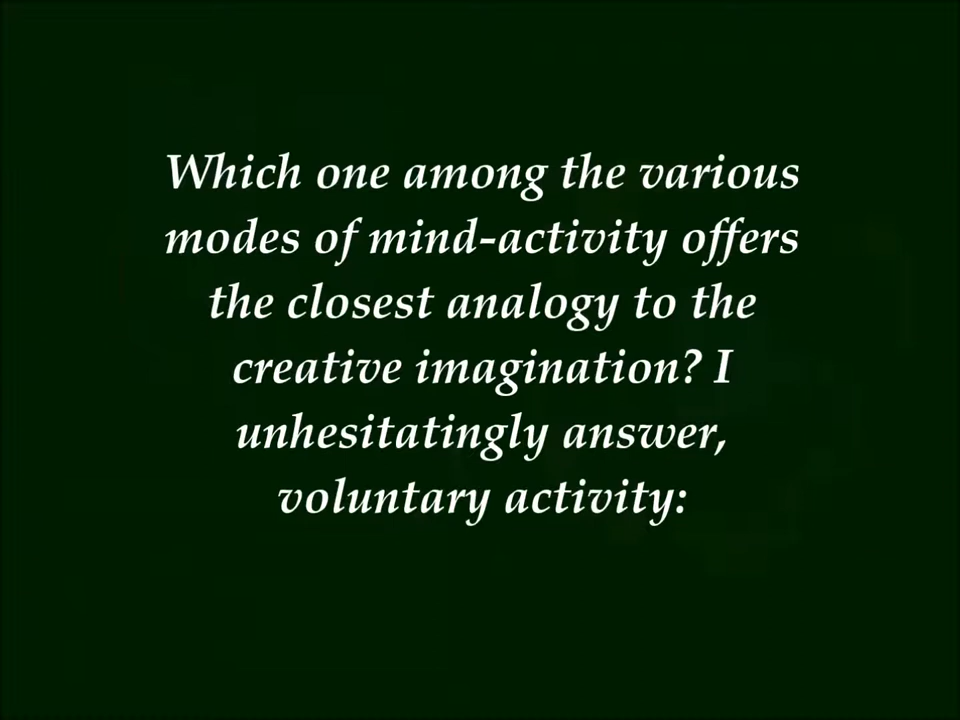 Which one among the various
modes of mind-activity offers
the closest analogy to the
creative imagination? I
unhesitatingly answer,
voluntary activity: